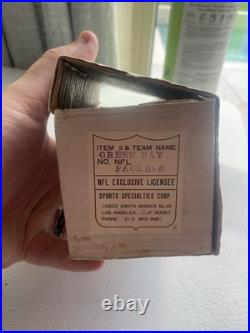 ITEM #& TEAM NAME
GREEN BAY
NO. NFL
PACKERS
NFL EXCLUSIVE LICENSEE
SPORTS SPECIALTIES CORP.
SANTA MONICA BLVD
LOS ANGELES,
PHONE